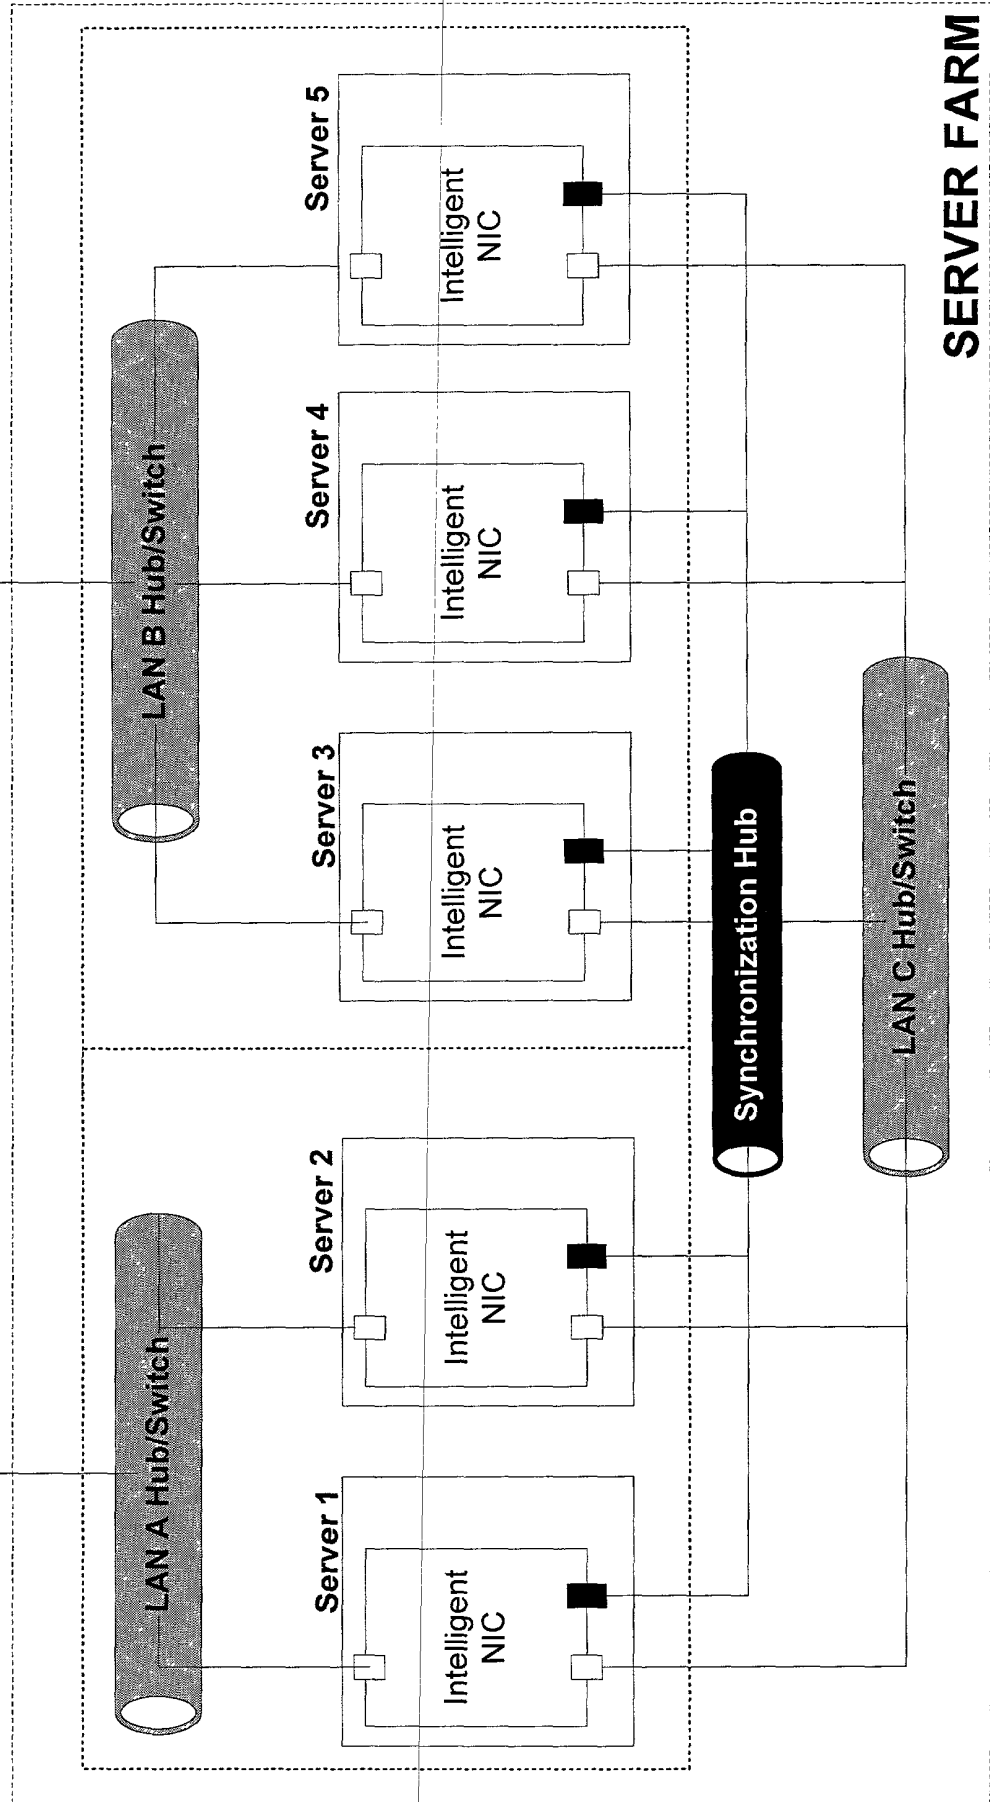 LAN A Hub/Switch
LAN B Hub/Switch
Server 1
Server 2
Server 3
Server 4
Server 5
Intelligent
NIC
Intelligent
NIC
Intelligent
NIC
Intelligent
NIC
Intelligent
NIC
Synchronization Hub
LAN C Hub/Switch
SERVER FARM